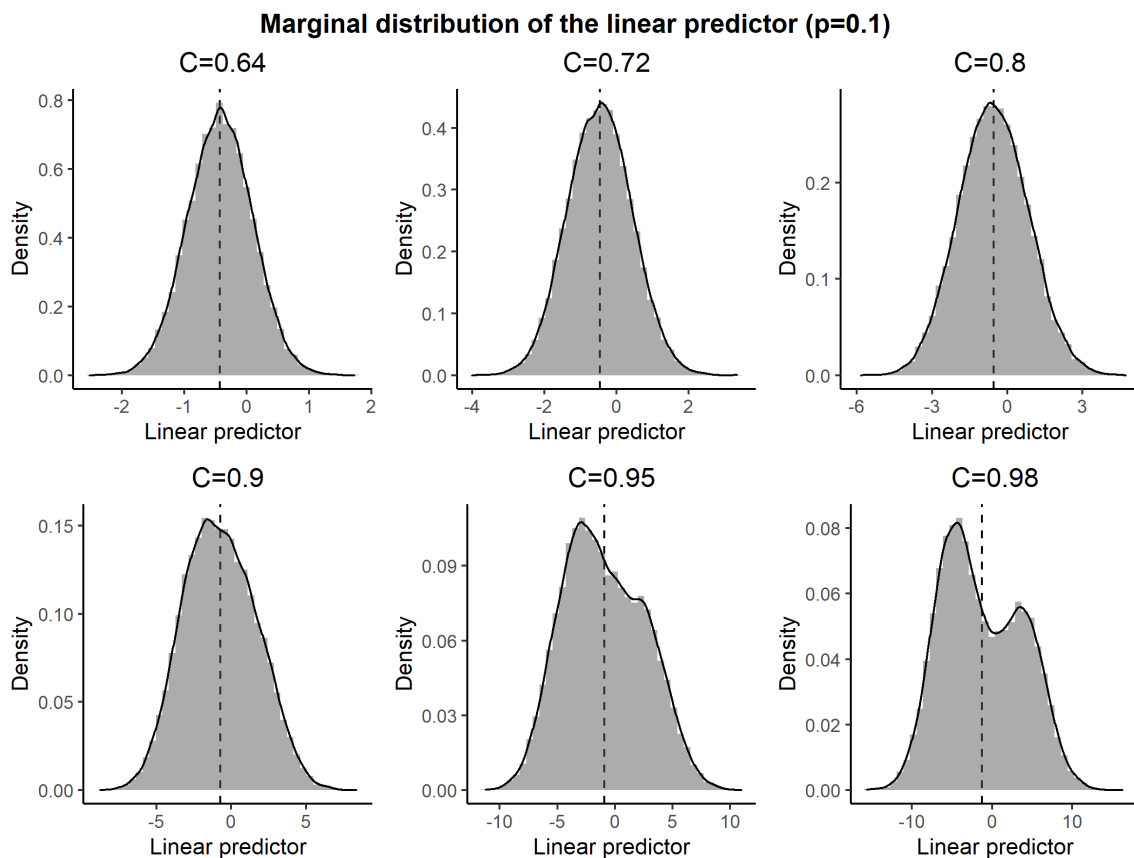 Marginal distribution of the linear predictor (p=0.1)
C=0.64
Density
0.8
0.6
0.4
0.2
0.0
-2 -1 0 1 2
Linear predictor
C=0.72
Density
0.4
0.3
0.2
0.1
0.0
-4 -2 0 2
Linear predictor
C=0.8
Density
0.2
0.1
0.0
-6 -3 0 3
Linear predictor
C=0.9
Density
0.15
0.10
0.05
0.00
-5 0 5
Linear predictor
C=0.95
Density
0.09
0.06
0.03
0.00
-10 -5 0 5 10
Linear predictor
C=0.98
Density
0.08
0.06
0.04
0.02
0.00
-10 0 10
Linear predictor